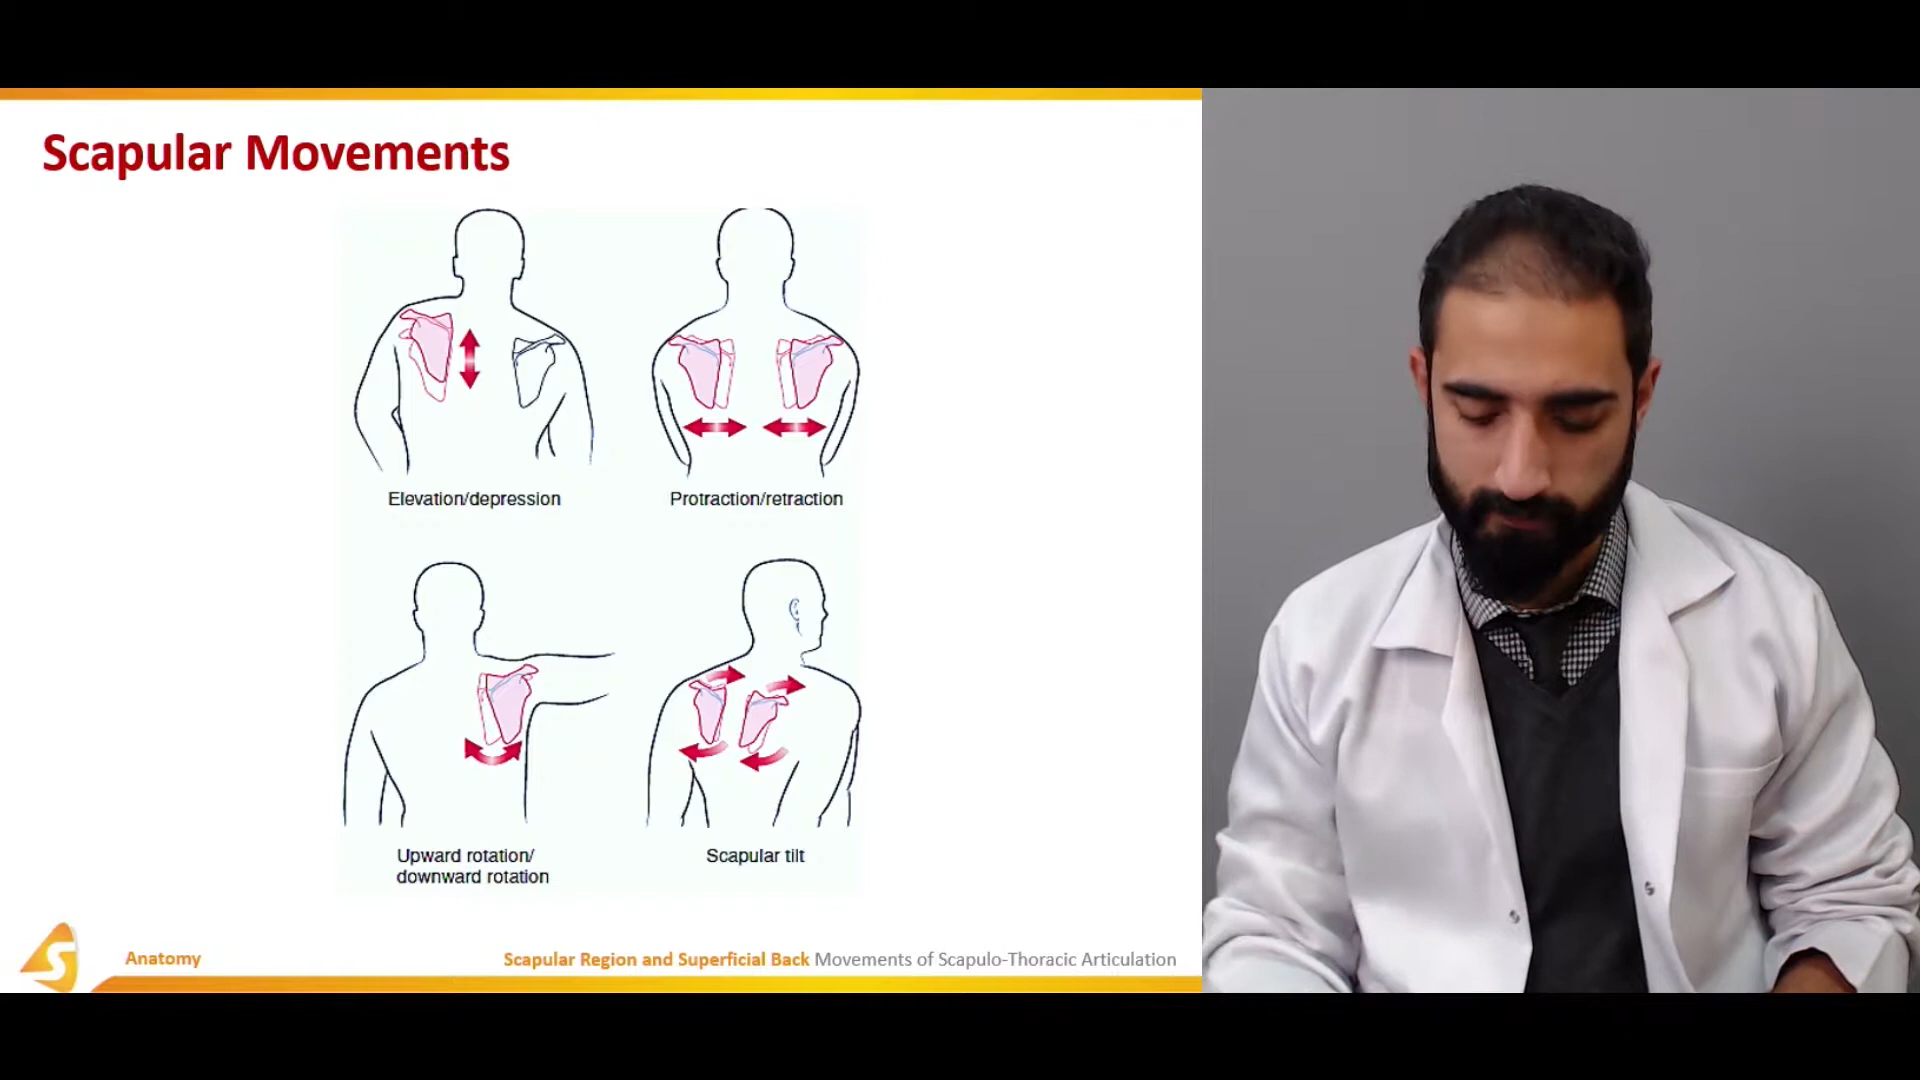 Scapular Movements
Elevation/depression
Protraction/retraction
Upward rotation/
downward rotation
Scapular tilt
S
Anatomy
Scapular Region and Superficial Back Movements of Scapulo-Thoracic Articulation